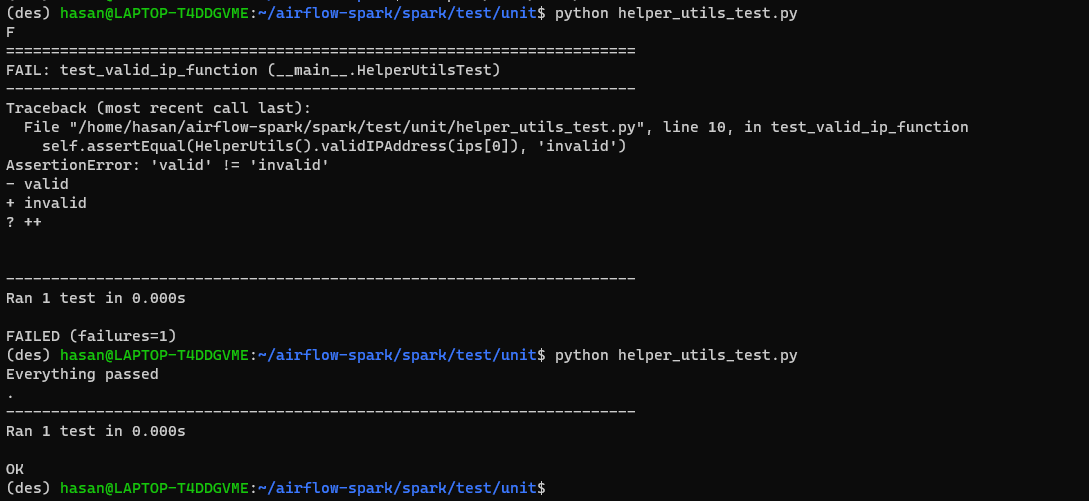 (des) hasan@LAPTOP-T4DDGVME:~/airflow-spark/spark/test/unit$ python helper_utils_test.py
F
======================================================================
FAIL: test_valid_ip_function (__main__.HelperUtilsTest)
----------------------------------------------------------------------
Traceback (most recent call last):
  File "/home/hasan/airflow-spark/spark/test/unit/helper_utils_test.py", line 10, in test_valid_ip_function
    self.assertEqual(HelperUtils().validIPAddress(ips[0]), 'invalid')
AssertionError: 'valid' != 'invalid'
- valid
+ invalid
? ++
----------------------------------------------------------------------
Ran 1 test in 0.000s
FAILED (failures=1)
(des) hasan@LAPTOP-T4DDGVME:~/airflow-spark/spark/test/unit$ python helper_utils_test.py
Everything passed
.
----------------------------------------------------------------------
Ran 1 test in 0.000s
OK
(des) hasan@LAPTOP-T4DDGVME:~/airflow-spark/spark/test/unit$